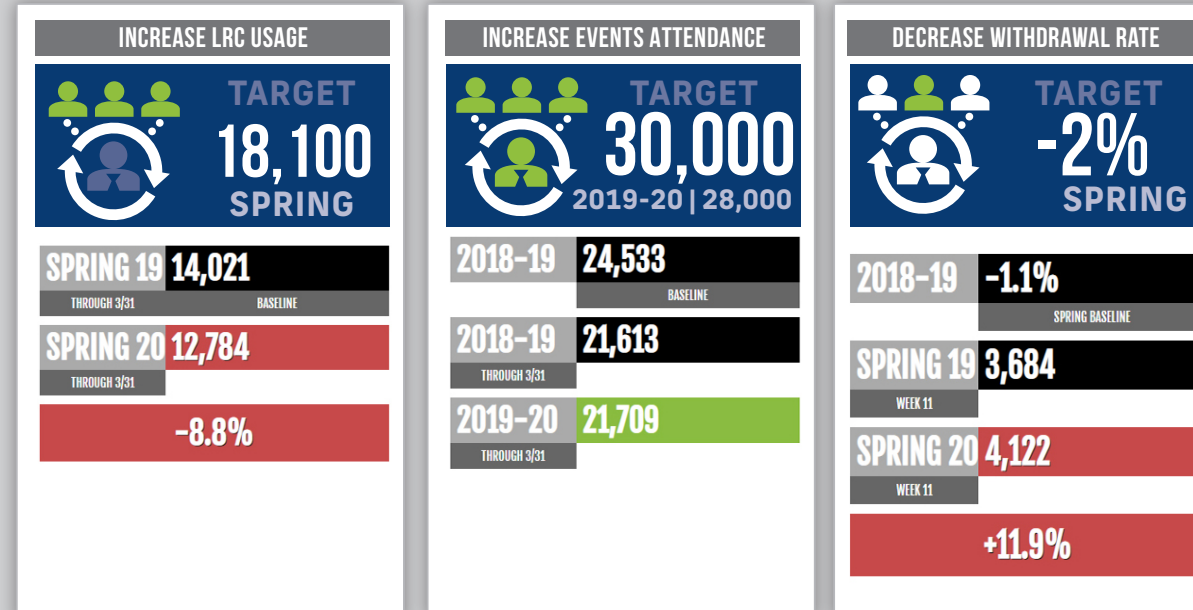 INCREASE LRC USAGE
TARGET
18,100
SPRING
SPRING 19 14,021
THROUGH 3/31 BASELINE
SPRING 20 12,784
THROUGH 3/31
-8.8%
INCREASE EVENTS ATTENDANCE
TARGET
30,000
2019-20 | 28,000
2018-19 24,533
BASELINE
2018-19 21,613
THROUGH 3/31
2019-20 21,709
THROUGH 3/31
DECREASE WITHDRAWAL RATE
TARGET
-2%
SPRING
2018-19 -1.1%
SPRING BASELINE
SPRING 19 3,684
WEEK 11
SPRING 20 4,122
WEEK 11
+11.9%